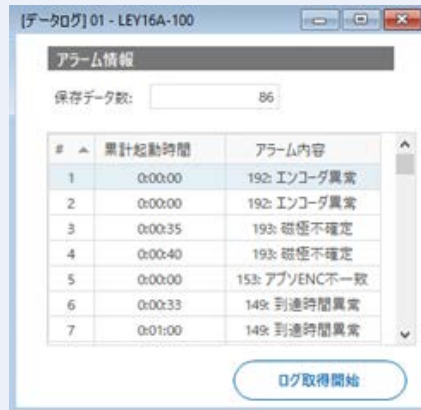 [データログ] 01 - LEY16A-100
アラーム情報
保存データ数: 86
# 累計起動時間 アラーム内容
1 0:00:00 192: エンコーダ異常
2 0:00:00 192: エンコーダ異常
3 0:00:35 193: 磁極不確定
4 0:00:40 193: 磁極不確定
5 0:00:00 153: アブソENC不一致
6 0:00:33 149: 到達時間異常
7 0:01:00 149: 到達時間異常
ログ取得開始